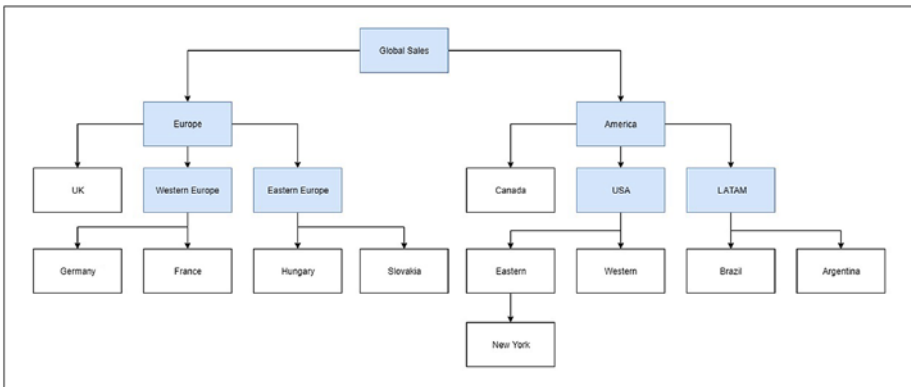 Global Sales
Europe
America
UK
Western Europe
Eastern Europe
Canada
USA
LATAM
Germany
France
Hungary
Slovakia
Eastern
Western
Brazil
Argentina
New York